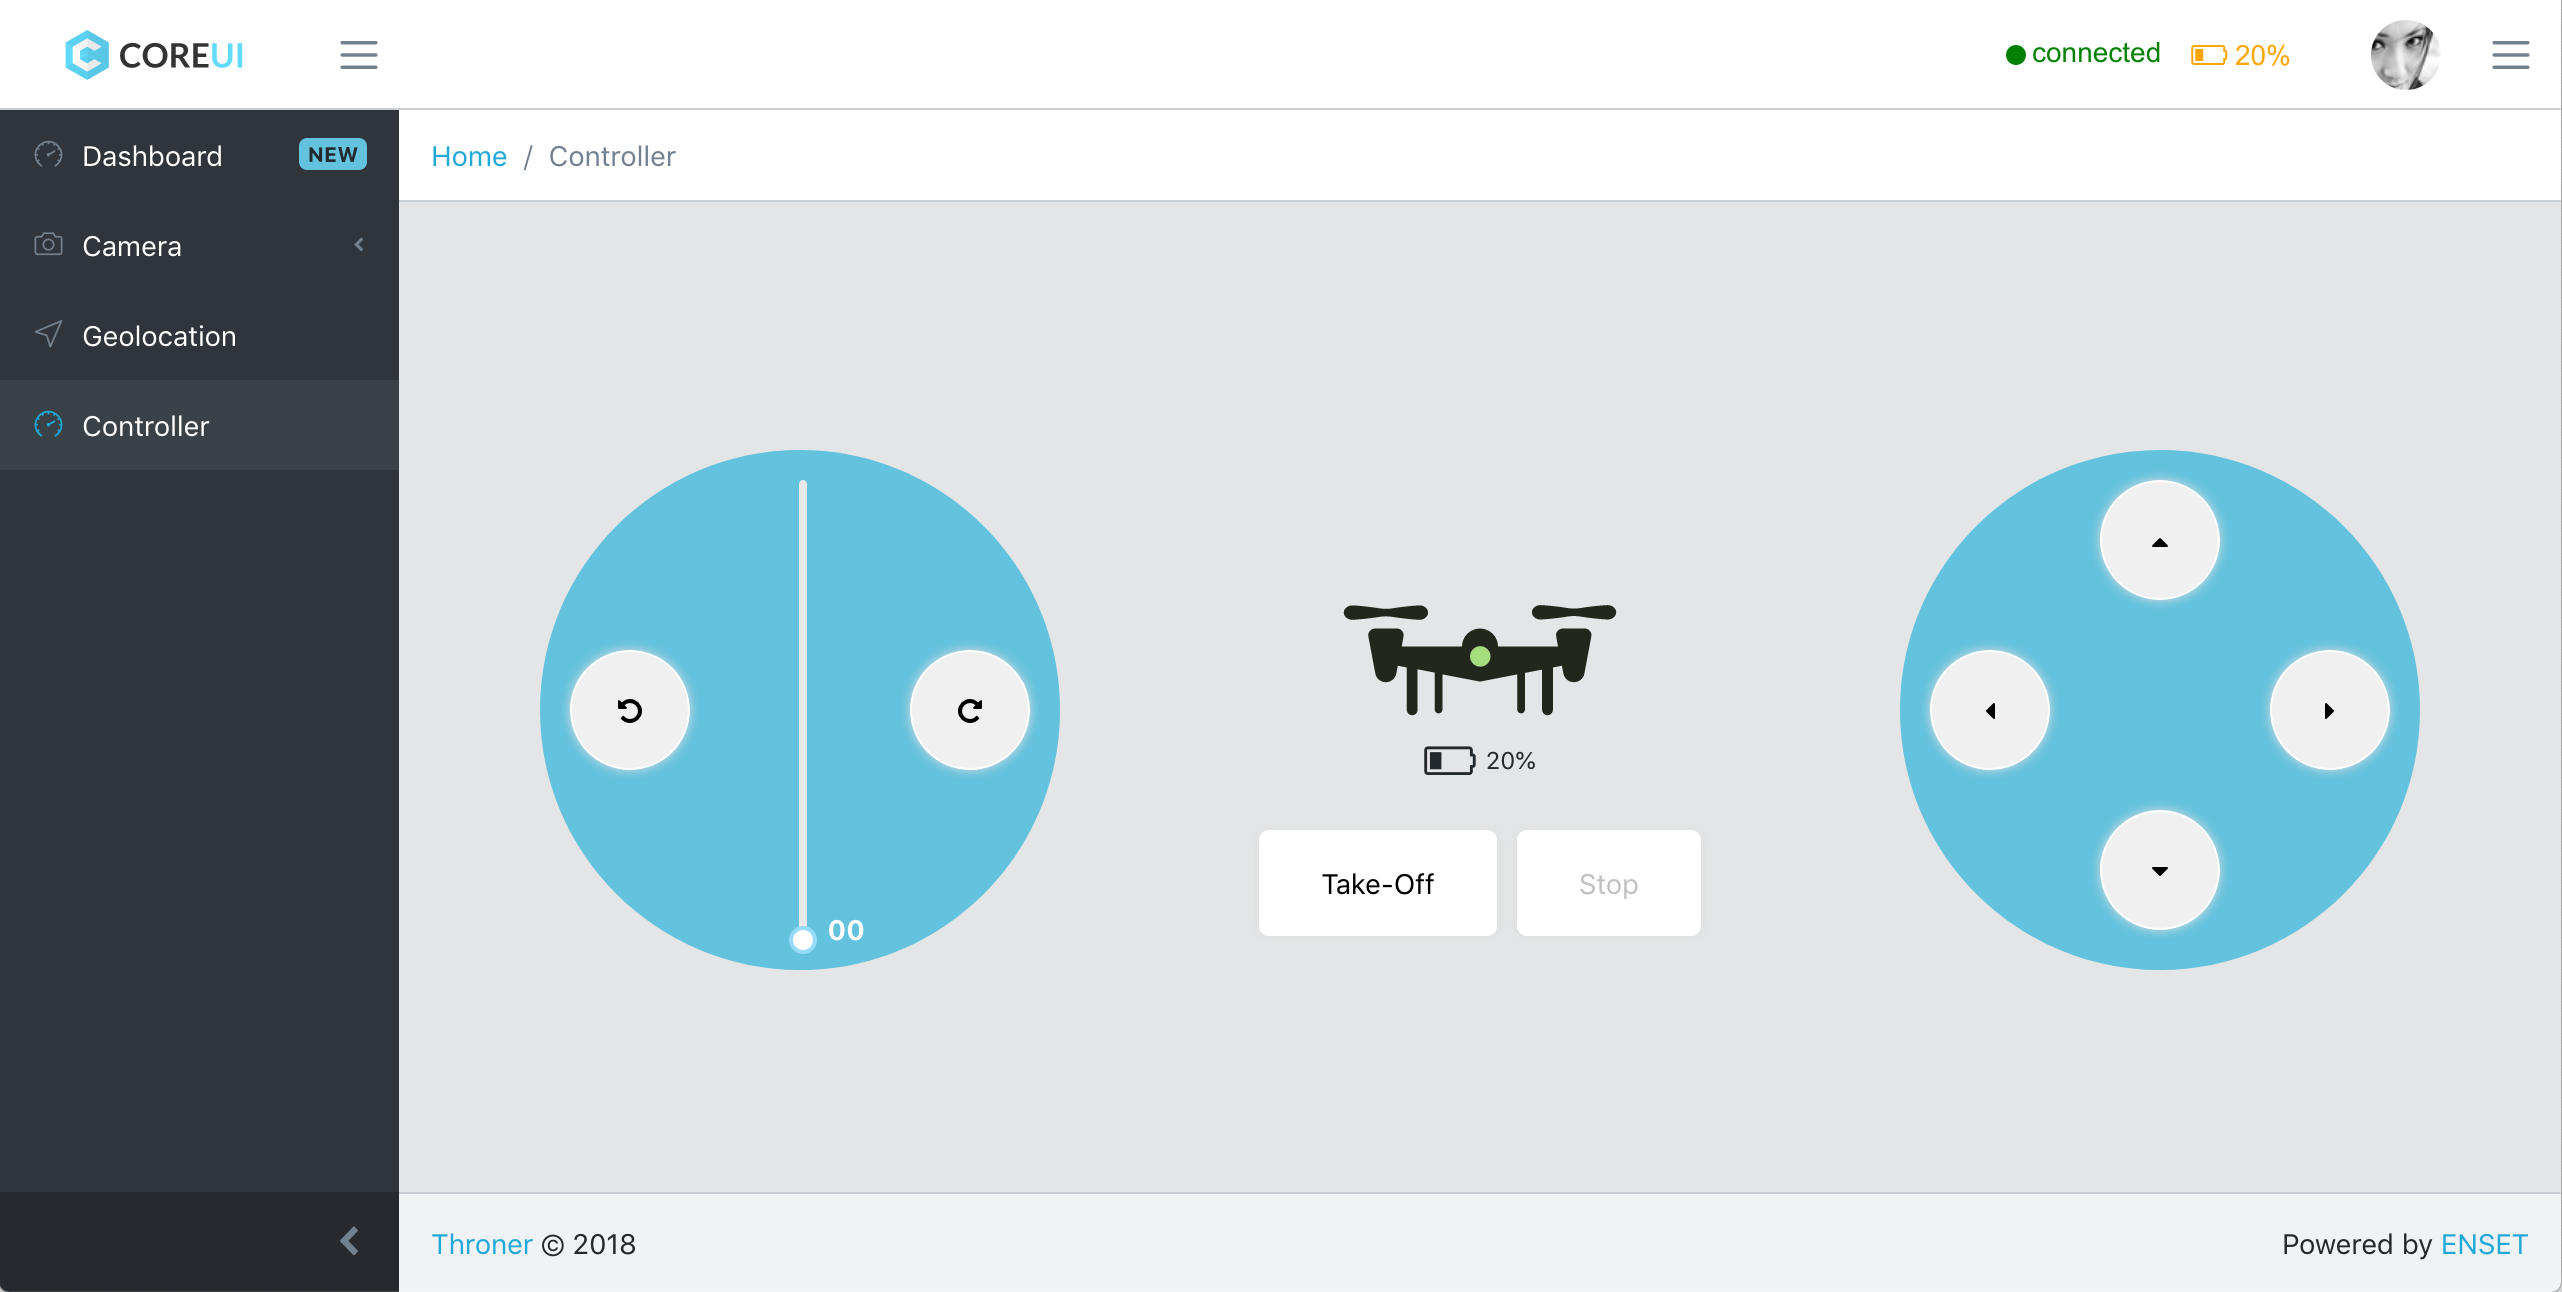 COREUI
connected 20%
Dashboard NEW
Home / Controller
Camera
Geolocation
Controller
20%
Take-Off Stop
00
Throner © 2018
Powered by ENSET